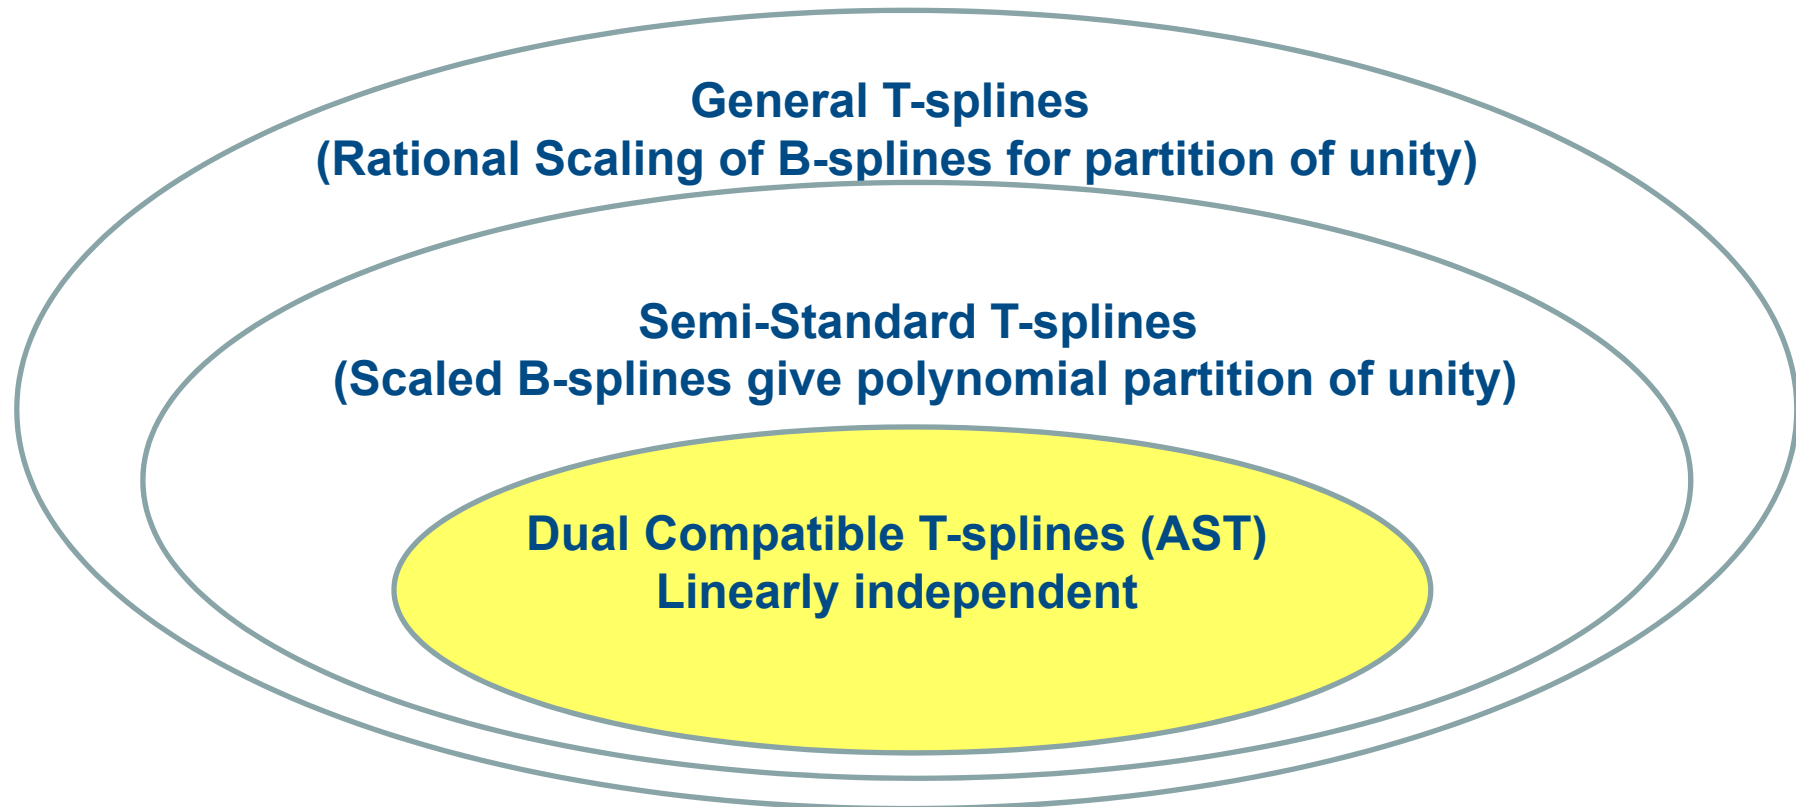 General T-splines
(Rational Scaling of B-splines for partition of unity)
Semi-Standard T-splines
(Scaled B-splines give polynomial partition of unity)
Dual Compatible T-splines (AST)
Linearly independent